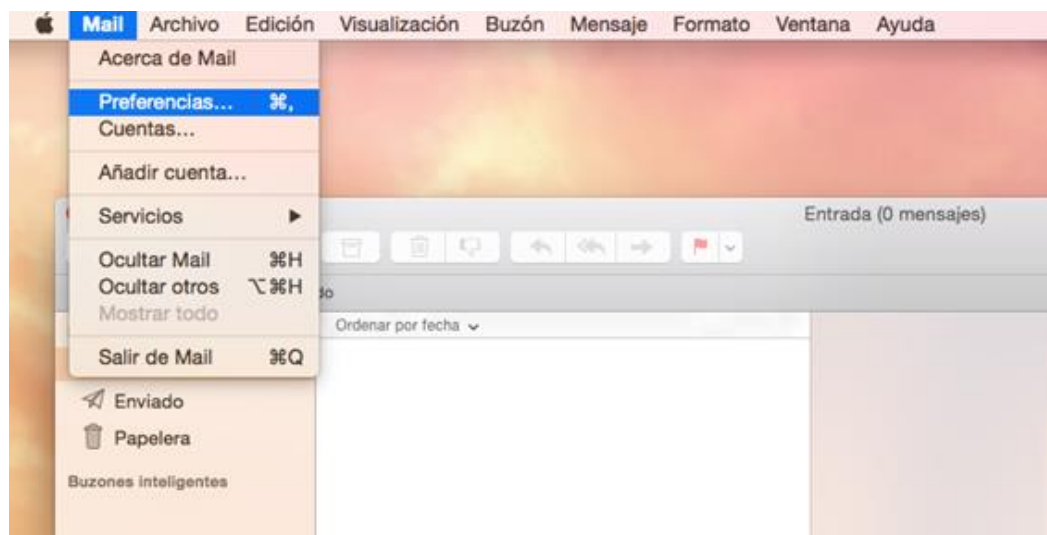 Mail Archivo Edición Visualización Buzón Mensaje Formato Ventana Ayuda
Acerca de Mail
Preferencias... ⌘,
Cuentas...
Añadir cuenta...
Servicios ▶
Ocultar Mail ⌘H
Ocultar otros ⌥⌘H
Mostrar todo
Salir de Mail ⌘Q
Entrada (0 mensajes)
Ordenar por fecha
Enviado
Papelera
Buzones inteligentes